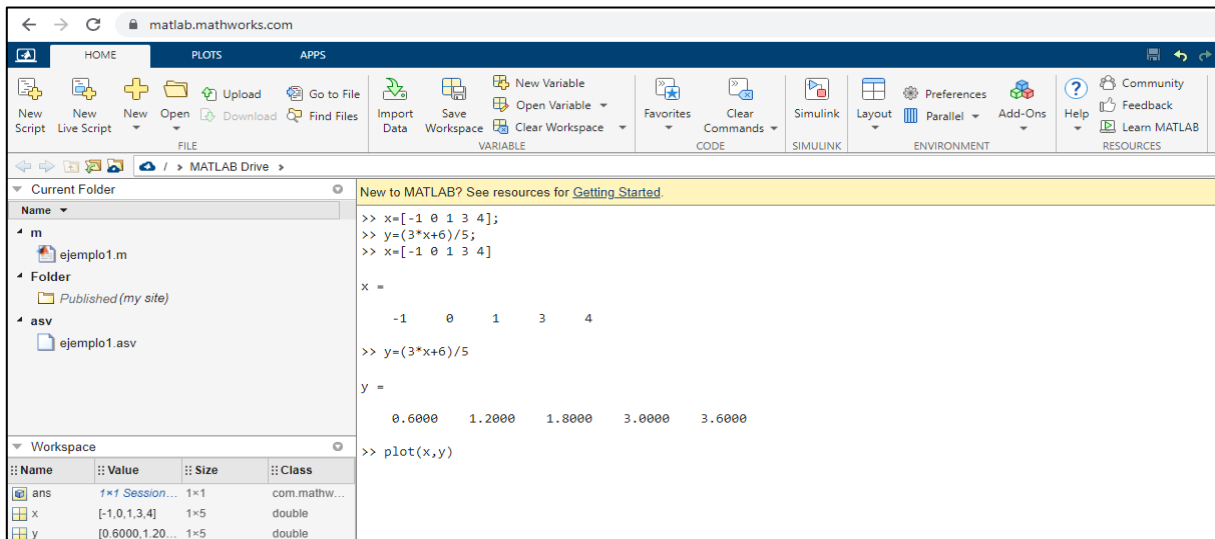 matlab.mathworks.com
HOME PLOTS APPS
New Script
New Live Script
New
Open
Upload
Download
Go to File
Find Files
FILE
Import Data
Save Workspace
New Variable
Open Variable
Clear Workspace
VARIABLE
Favorites
Clear Commands
CODE
Simulink
SIMULINK
Layout
Preferences
Parallel
Add-Ons
ENVIRONMENT
Help
Community
Feedback
Learn MATLAB
RESOURCES
/ > MATLAB Drive >
Current Folder
Name
m
ejemplo1.m
Folder
Published (my site)
asv
ejemplo1.asv
Workspace
Name Value Size Class
ans 1×1 Session... 1×1 com.mathw...
x [-1,0,1,3,4] 1×5 double
y [0.6000,1.20... 1×5 double
New to MATLAB? See resources for Getting Started.
>> x=[-1 0 1 3 4];
>> y=(3*x+6)/5;
>> x=[-1 0 1 3 4]
x =
-1 0 1 3 4
>> y=(3*x+6)/5
y =
0.6000 1.2000 1.8000 3.0000 3.6000
>> plot(x,y)